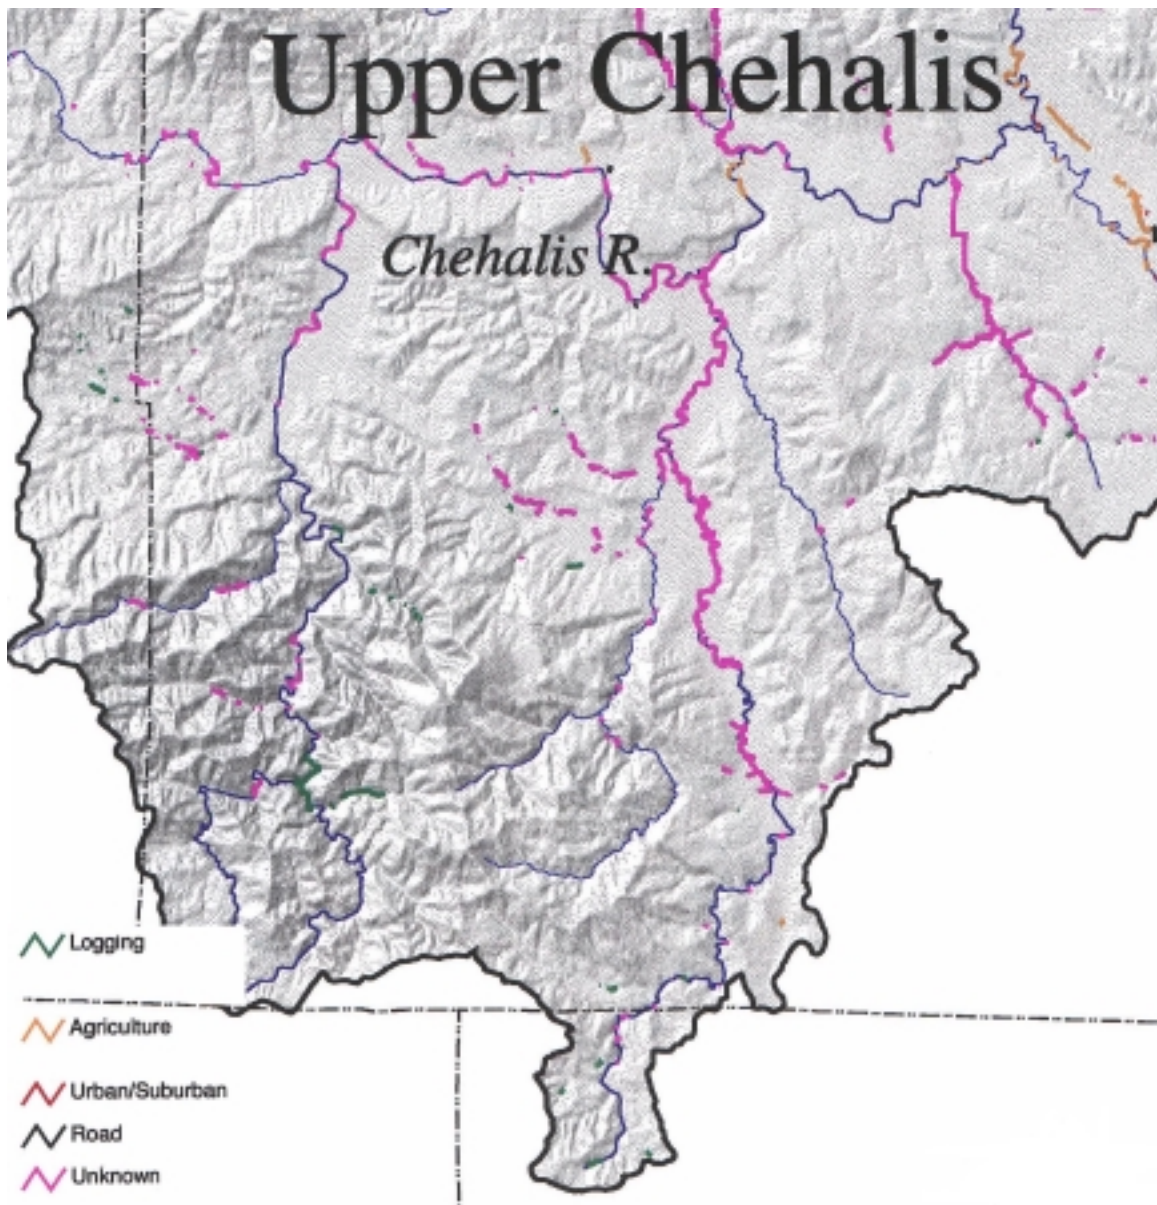 Upper Chehalis
Chehalis R.
Logging
Agriculture
Urban/Suburban
Road
Unknown